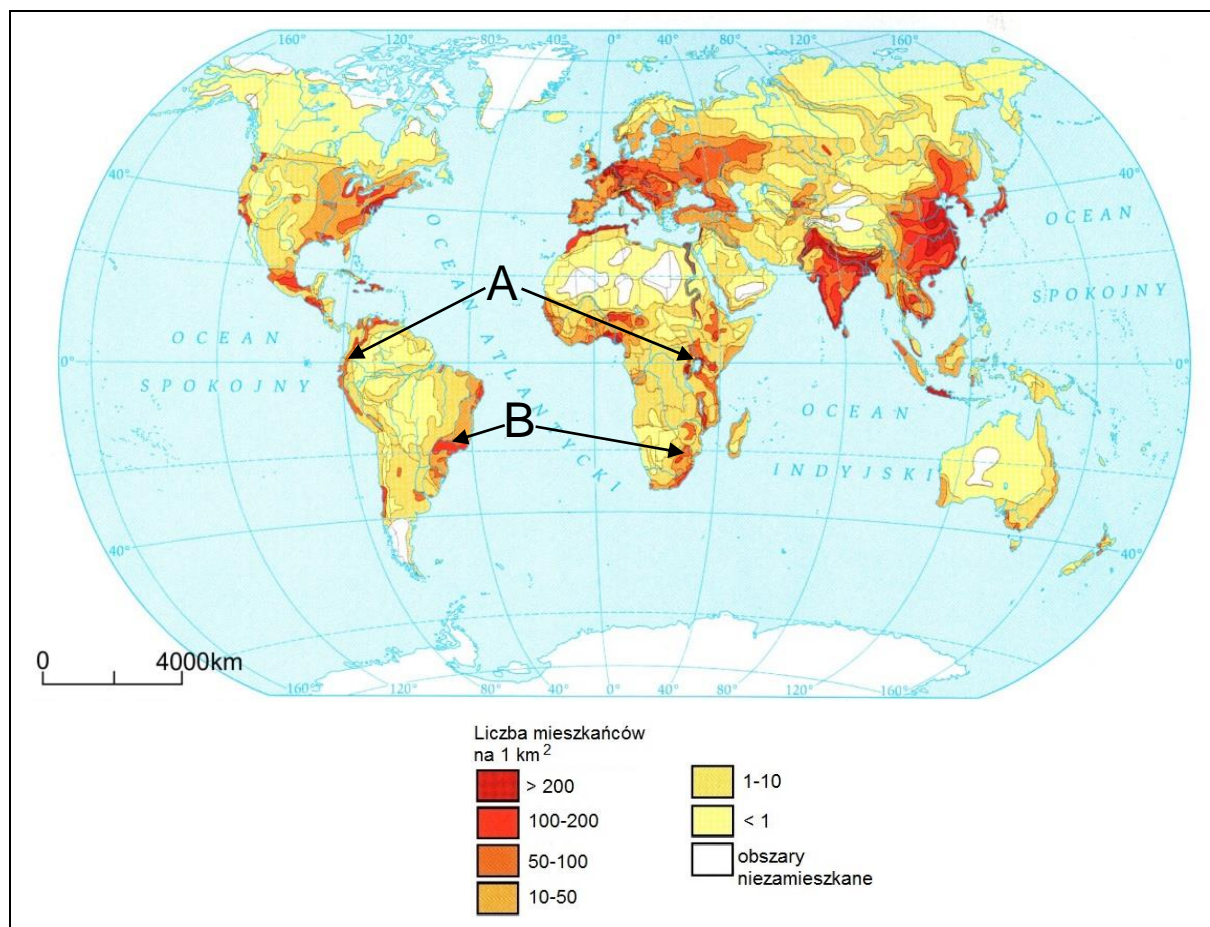 160° 120° 80° 40° 0° 40° 80° 120° 160°
40° 40°
OCEAN ATLANTYCKI
OCEAN SPOKOJNY
A
OCEAN SPOKOJNY
0° 0°
B
OCEAN INDYJSKI
40° 40°
0 4000km
160° 120° 80° 40° 0° 40° 80° 120° 160°
Liczba mieszkańców
na 1 km²
> 200
100-200
50-100
10-50
1-10
< 1
obszary
niezamieszkane